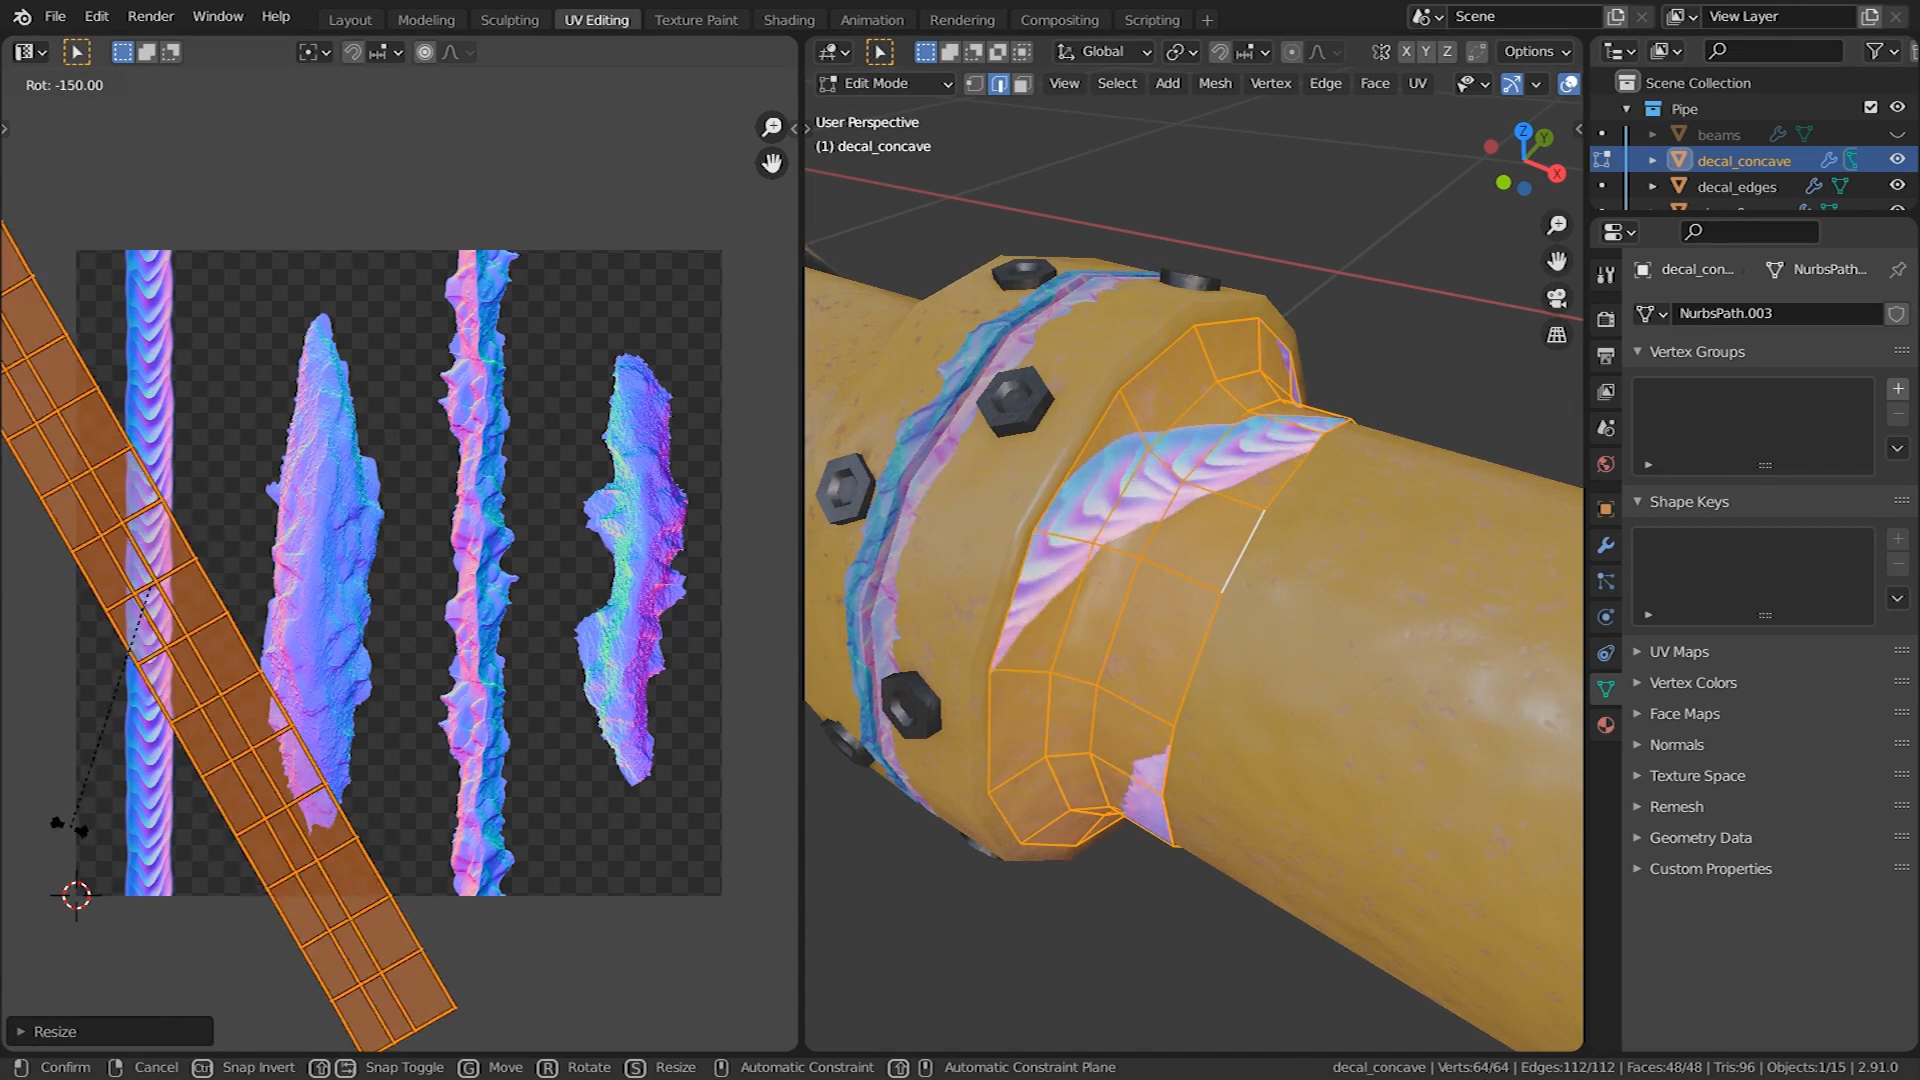 File Edit Render Window Help
Layout Modeling Sculpting UV Editing Texture Paint Shading Animation Rendering Compositing Scripting +
Scene
View Layer
Global
X Y Z
Options
Rot: -150.00
Edit Mode
View Select Add Mesh Vertex Edge Face UV
User Perspective
(1) decal_concave
Z
Y
X
Scene Collection
Pipe
beams
decal_concave
decal_edges
decal_con...
NurbsPath...
NurbsPath.003
Vertex Groups
Shape Keys
UV Maps
Vertex Colors
Face Maps
Normals
Texture Space
Remesh
Geometry Data
Custom Properties
Resize
Confirm Cancel Ctrl Snap Invert Snap Toggle G Move R Rotate S Resize Automatic Constraint Automatic Constraint Plane
decal_concave | Verts:64/64 | Edges:112/112 | Faces:48/48 | Tris:96 | Objects:1/15 | 2.91.0